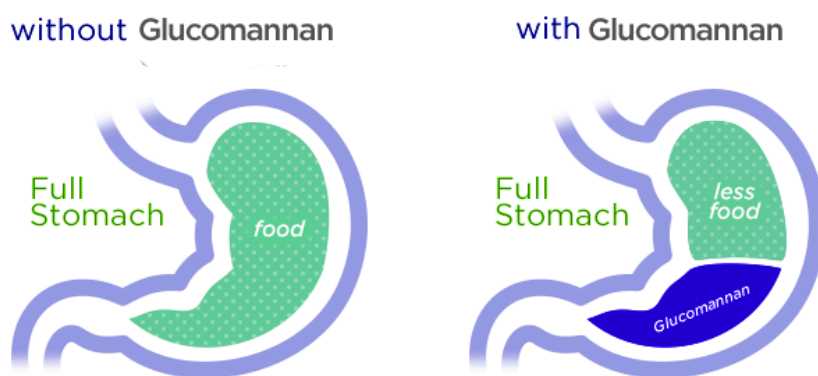 without Glucomannan
Full
Stomach
food
with Glucomannan
Full
Stomach
less
food
Glucomannan